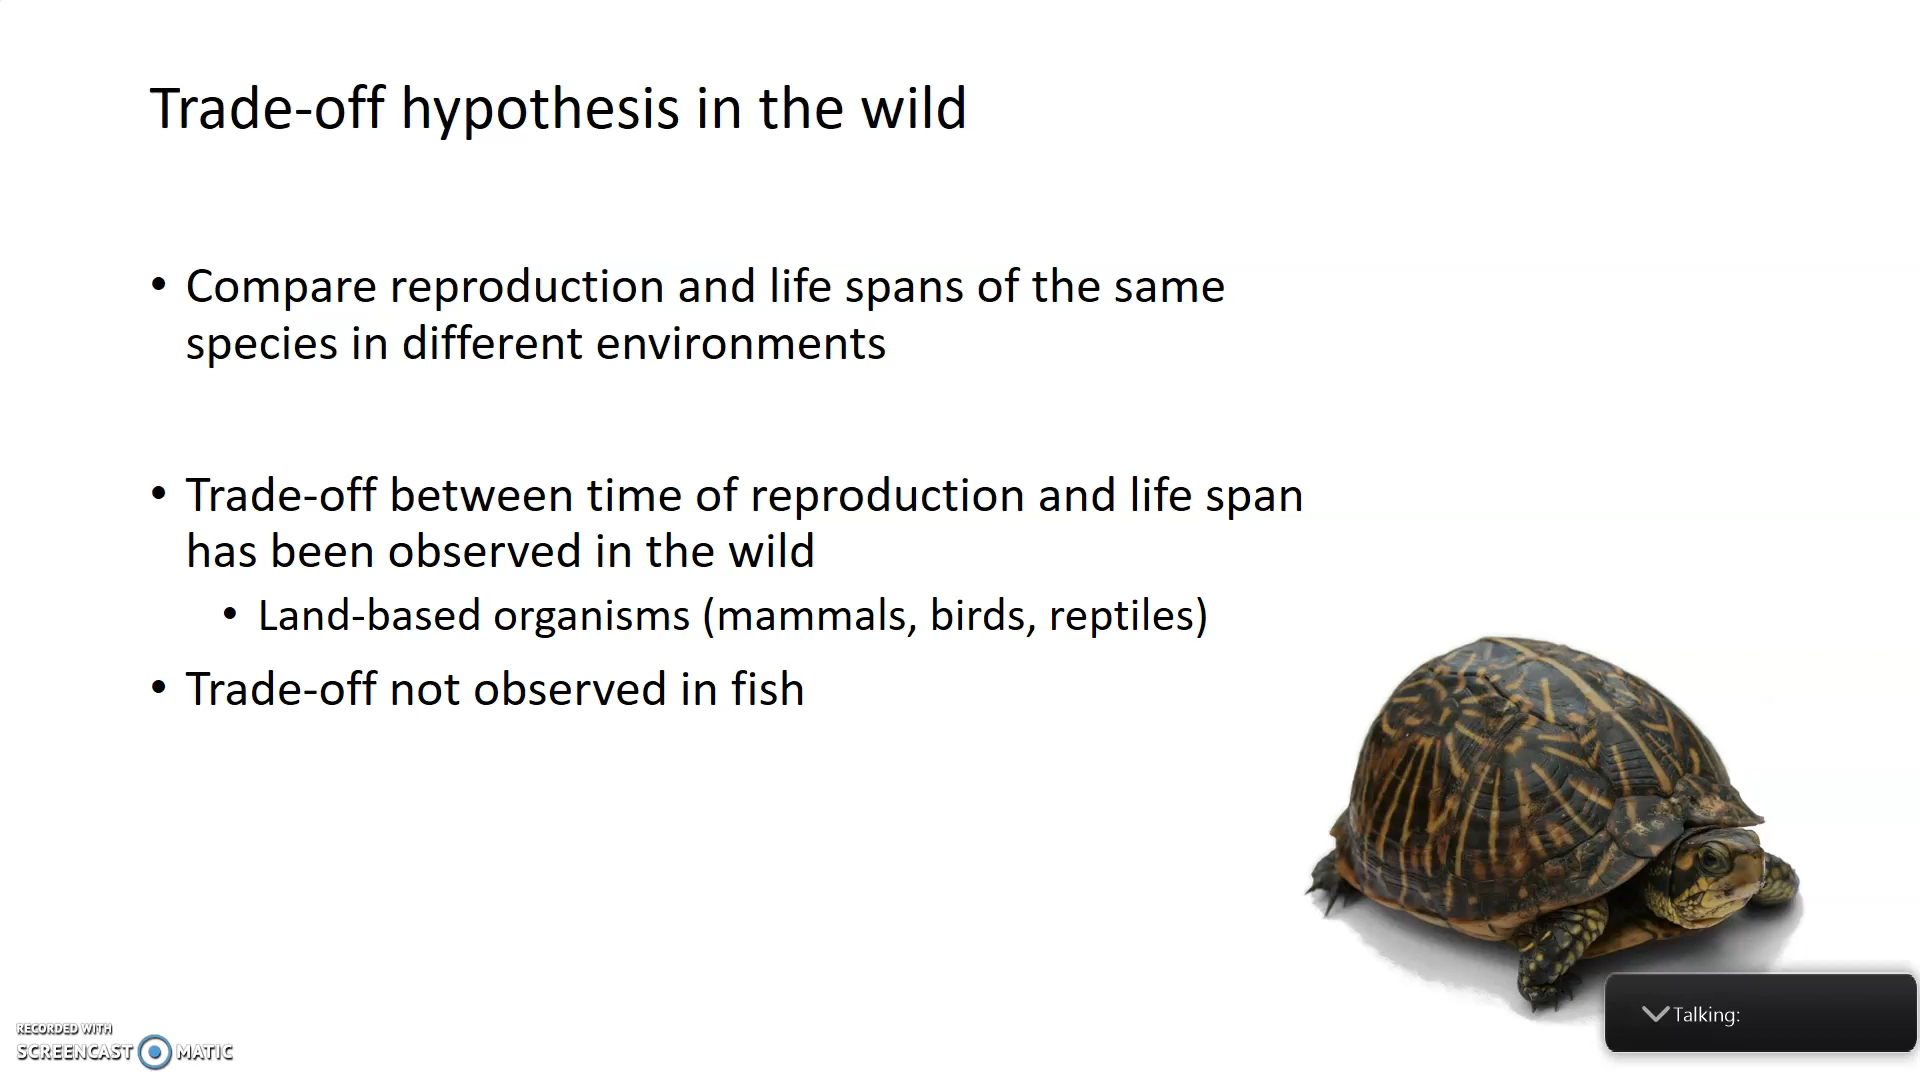 Trade-off hypothesis in the wild
• Compare reproduction and life spans of the same
species in different environments
• Trade-off between time of reproduction and life span
has been observed in the wild
• Land-based organisms (mammals, birds, reptiles)
• Trade-off not observed in fish
Talking:
RECORDED WITH
SCREENCAST MATIC